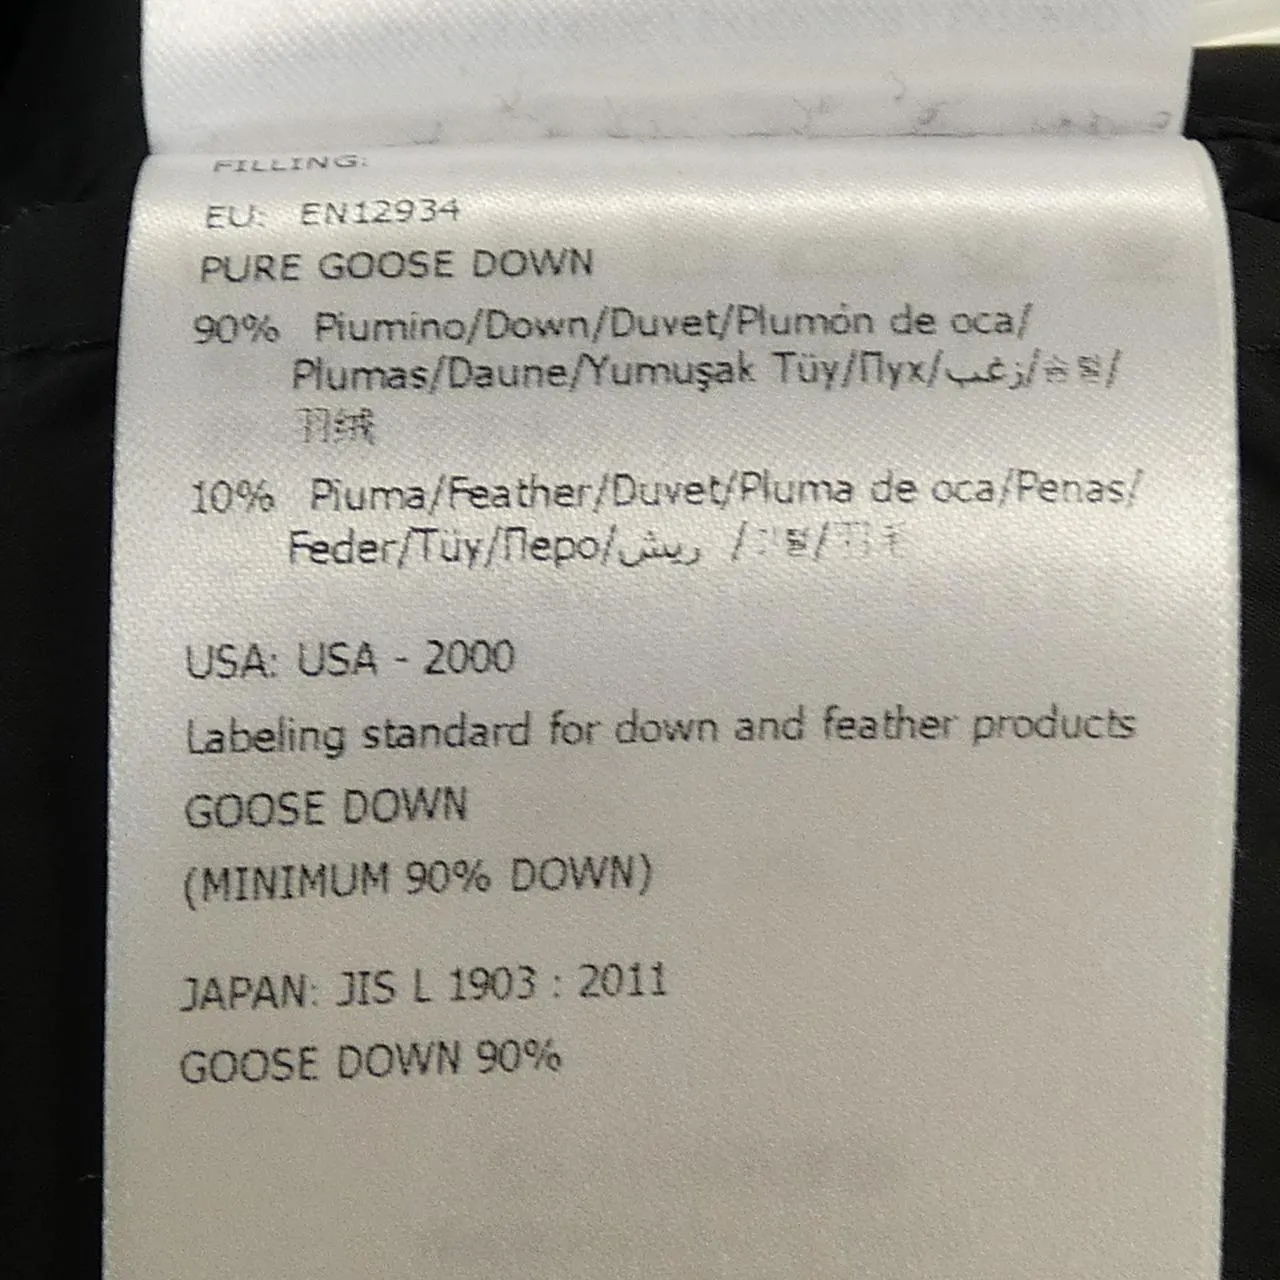 FILLING:
EU: EN12934
PURE GOOSE DOWN
90% Piumino/Down/Duvet/Plumón de oca/
Plumas/Daune/Yumuşak Tüy/Пух/زغب/솜털/
羽绒
10% Piuma/Feather/Duvet/Pluma de oca/Penas/
Feder/Tüy/Перо/ريش /
USA: USA - 2000
Labeling standard for down and feather products
GOOSE DOWN
(MINIMUM 90% DOWN)
JAPAN: JIS L 1903 : 2011
GOOSE DOWN 90%